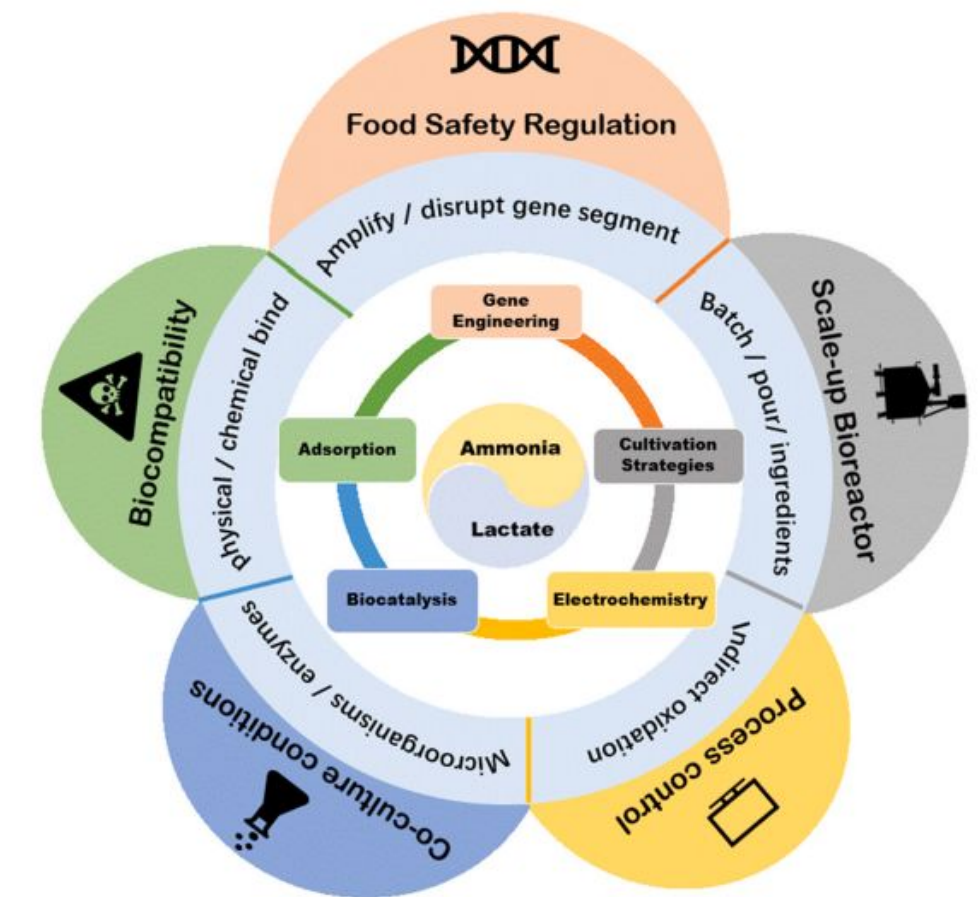 Food Safety Regulation
Amplify / disrupt gene segment
Gene
Engineering
Scale-up Bioreactor
Batch / pour/ ingredients
Cultivation
Strategies
Process control
Indirect oxidation
Electrochemistry
Co-culture conditions
Microorganisms / enzymes
Biocatalysis
Biocompatibility
physical / chemical bind
Adsorption
Ammonia
Lactate